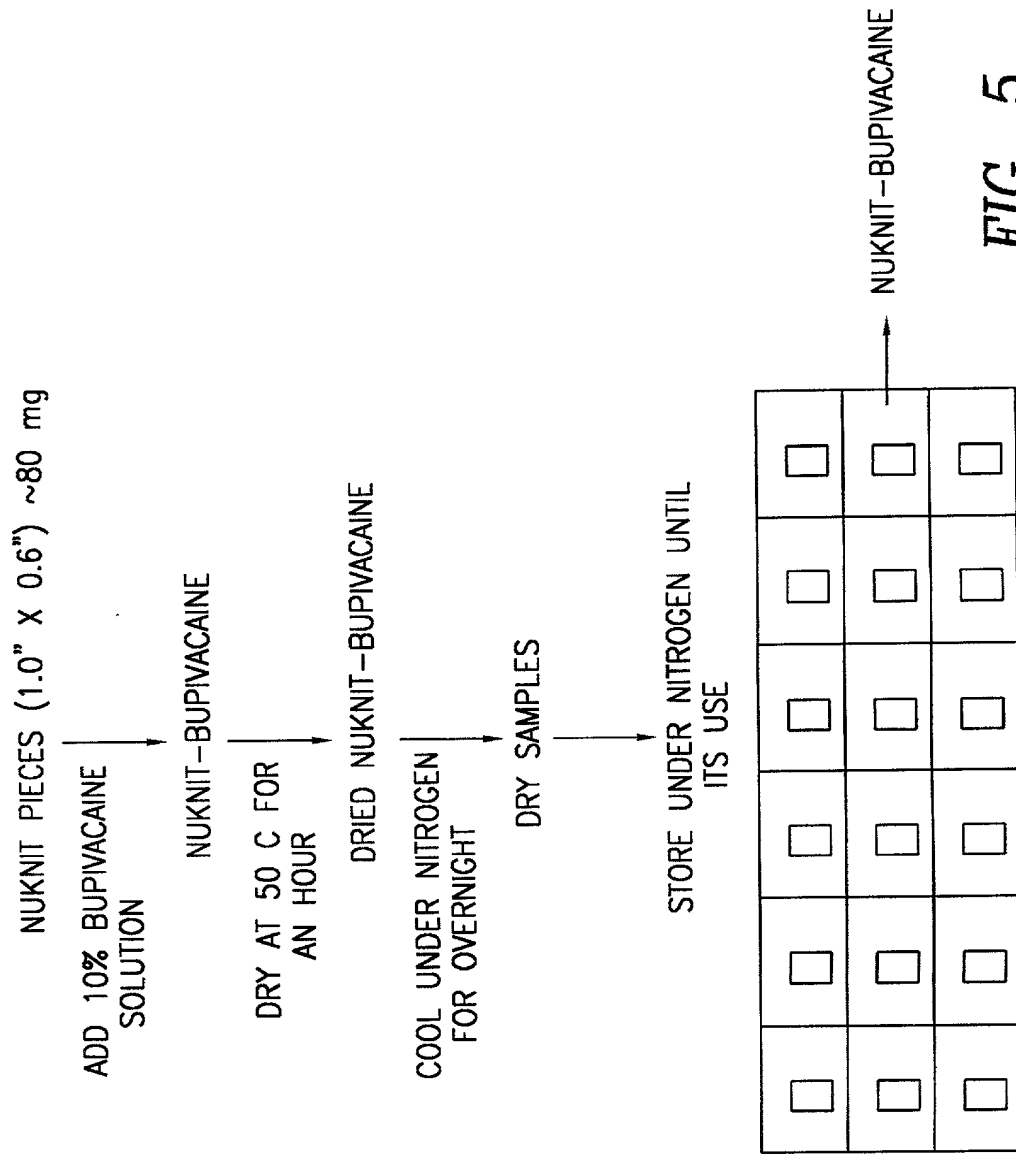 NUKNIT PIECES (1.0" X 0.6") ~80 mg
ADD 10% BUPIVACAINE
SOLUTION
NUKNIT-BUPIVACAINE
DRY AT 50 C FOR
AN HOUR
DRIED NUKNIT-BUPIVACAINE
COOL UNDER NITROGEN
FOR OVERNIGHT
DRY SAMPLES
STORE UNDER NITROGEN UNTIL
ITS USE
NUKNIT-BUPIVACAINE
FIG. 5